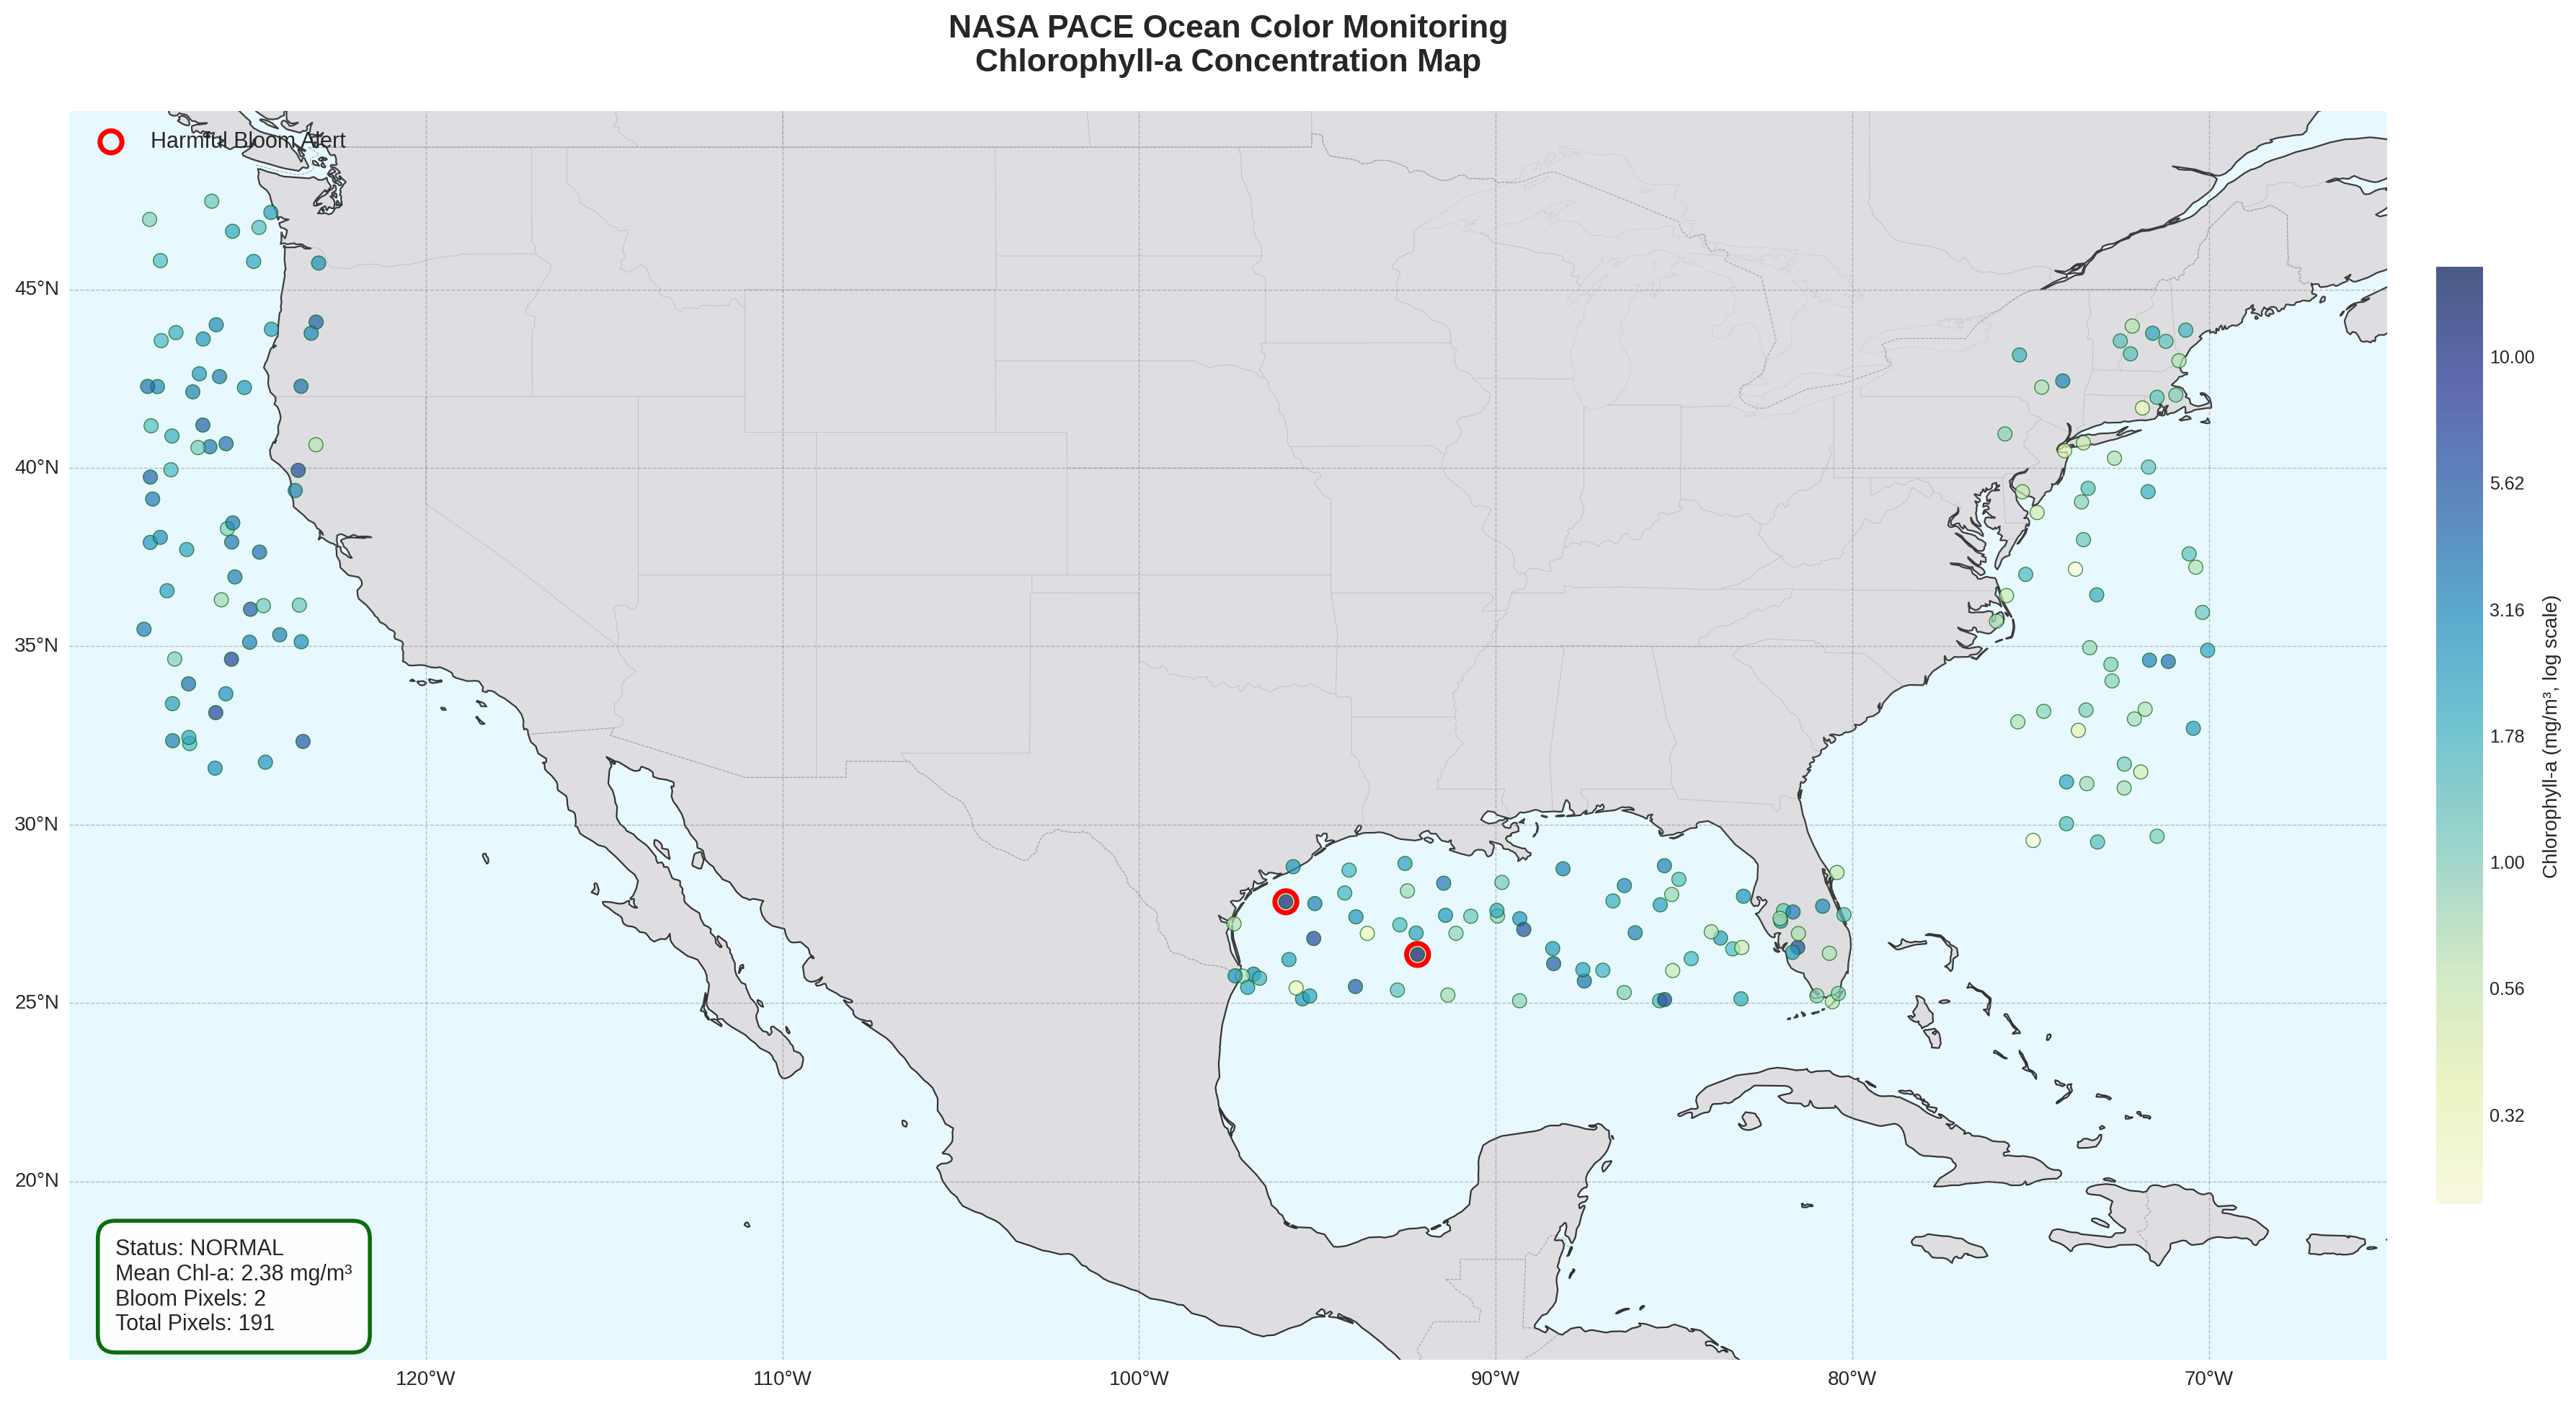 NASA PACE Ocean Color Monitoring
Chlorophyll-a Concentration Map
Harmful Bloom Alert
45°N
40°N
35°N
30°N
25°N
20°N
120°W
110°W
100°W
90°W
80°W
70°W
Status: NORMAL
Mean Chl-a: 2.38 mg/m³
Bloom Pixels: 2
Total Pixels: 191
10.00
5.62
3.16
1.78
1.00
0.56
0.32
Chlorophyll-a (mg/m³, log scale)